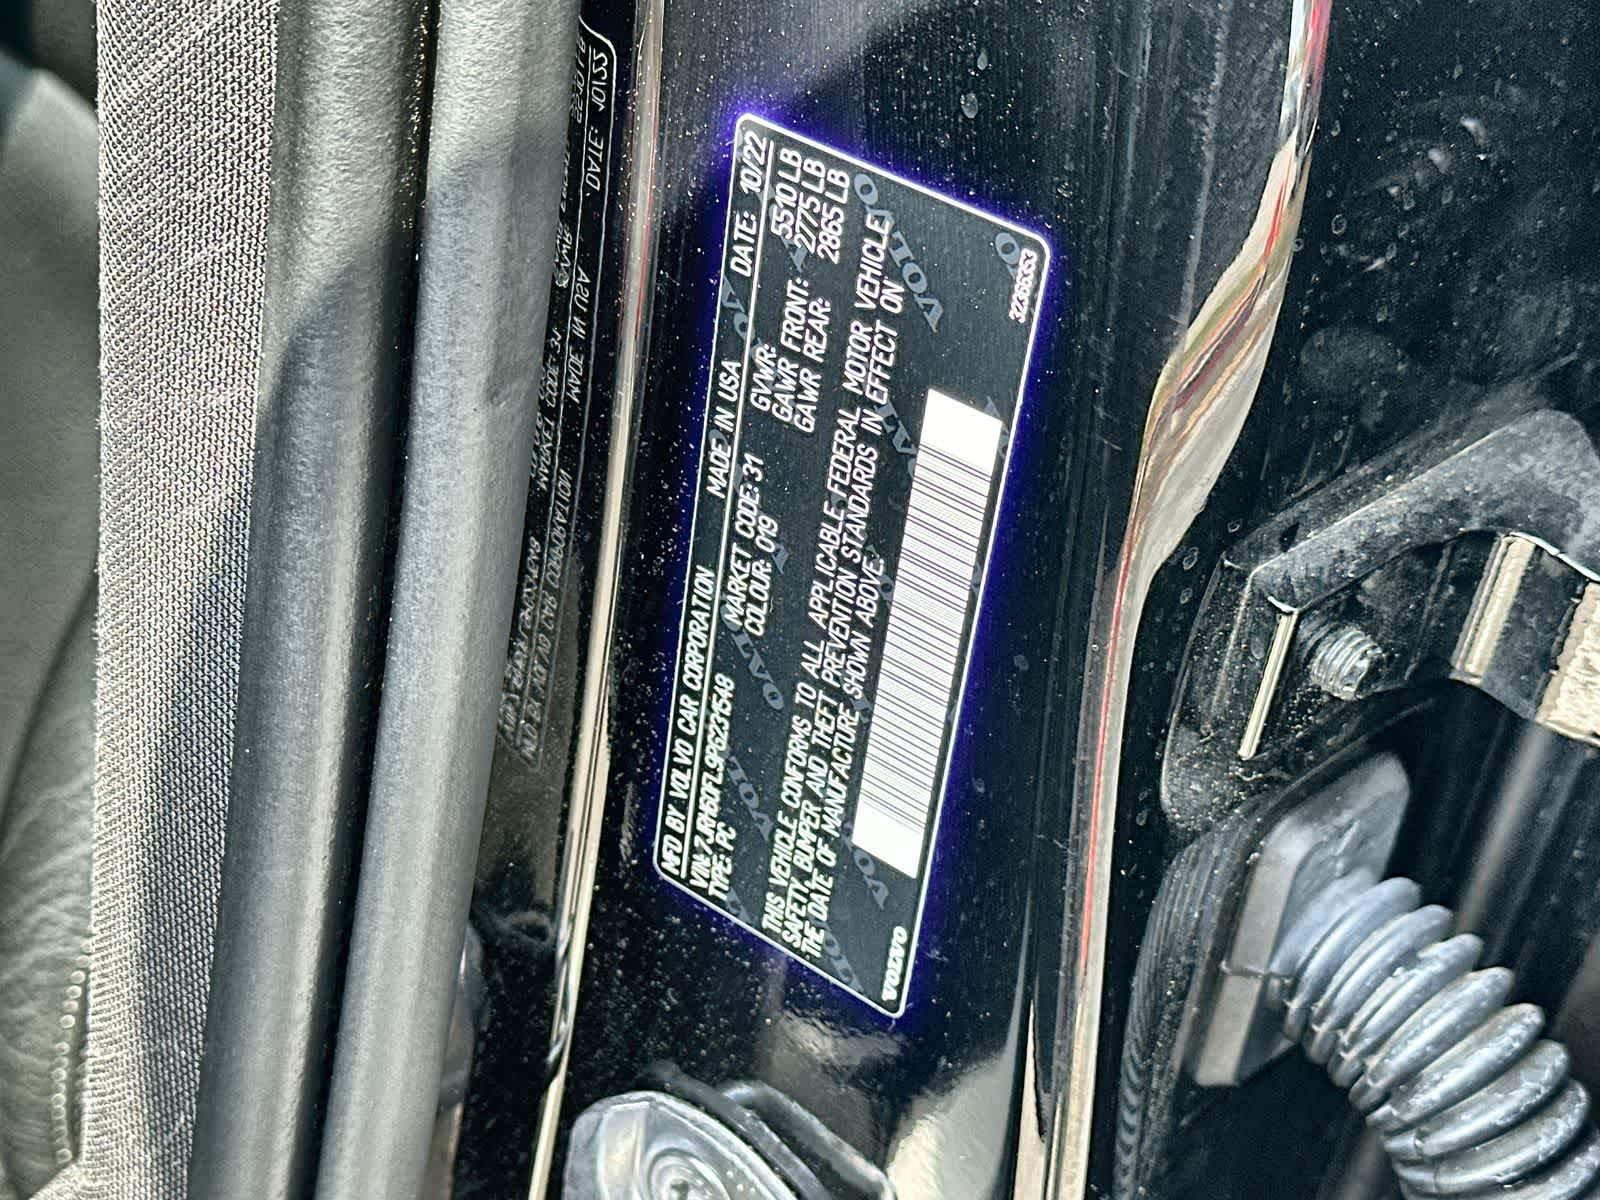 MFD BY VOLVO CAR CORPORATION MADE IN USA DATE: 10/22
VIN: 7JRH60FL9PG231548 MARKET CODE: 31 GVWR: 5510 LB
TYPE: PC COLOUR: 019 GAWR FRONT: 2775 LB
GAWR REAR: 2865 LB
THIS VEHICLE CONFORMS TO ALL APPLICABLE FEDERAL MOTOR VEHICLE
SAFETY, BUMPER AND THEFT PREVENTION STANDARDS IN EFFECT ON
THE DATE OF MANUFACTURE SHOWN ABOVE.
VOLVO
32366353